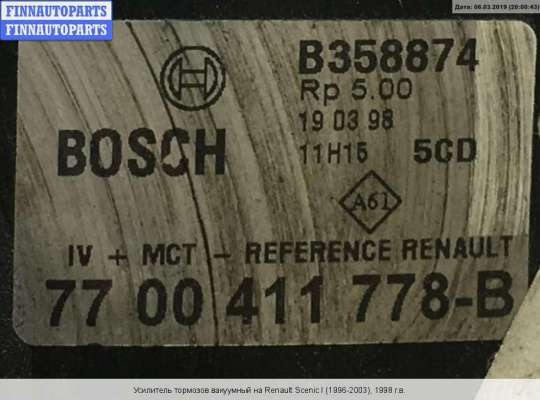 FINNAUTOPARTS
FINNAUTOPARTS
Дата: 06.03.2019 (20:00:43)
B358874
Rp 5.00
19 03 98
BOSCH
11H15 5CD
A61
IV + MCT - REFERENCE RENAULT
77 00 411 778-B
Усилитель тормозов вакуумный на Renault Scenic I (1996-2003), 1998 г.в.